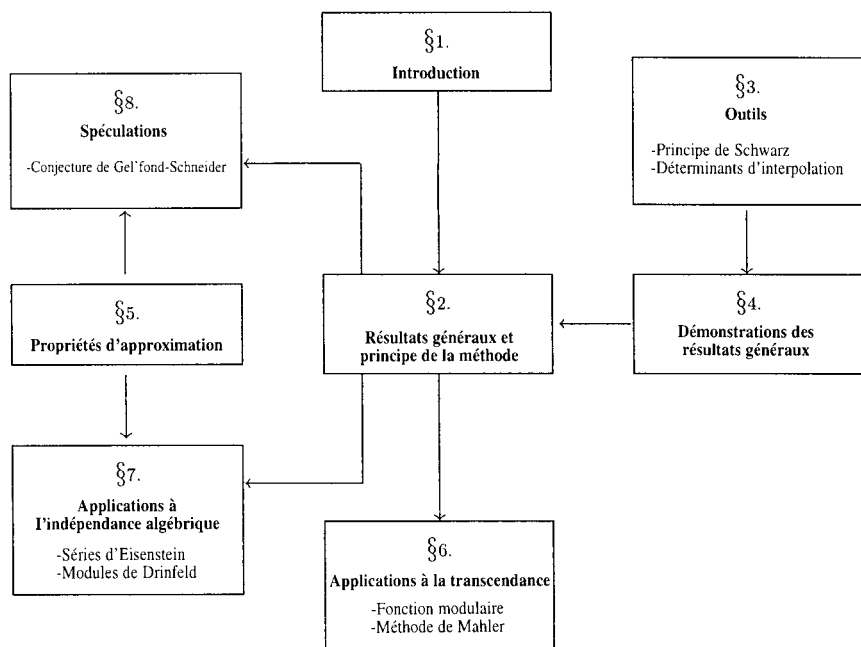 §1.
Introduction
§8.
Spéculations
-Conjecture de Gel'fond-Schneider
§3.
Outils
-Principe de Schwarz
-Déterminants d'interpolation
§5.
Propriétés d'approximation
§2.
Résultats généraux et
principe de la méthode
§4.
Démonstrations des
résultats généraux
§7.
Applications à
l'indépendance algébrique
-Séries d'Eisenstein
-Modules de Drinfeld
§6.
Applications à la transcendance
-Fonction modulaire
-Méthode de Mahler